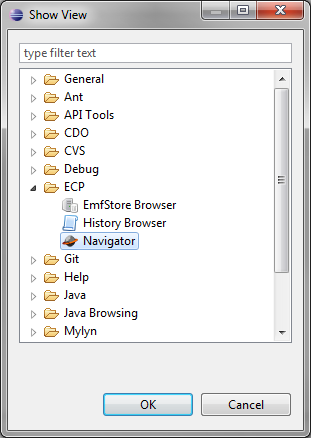 Show View
type filter text
General
Ant
API Tools
CDO
CVS
Debug
ECP
EmfStore Browser
History Browser
Navigator
Git
Help
Java
Java Browsing
Mylyn
OK
Cancel